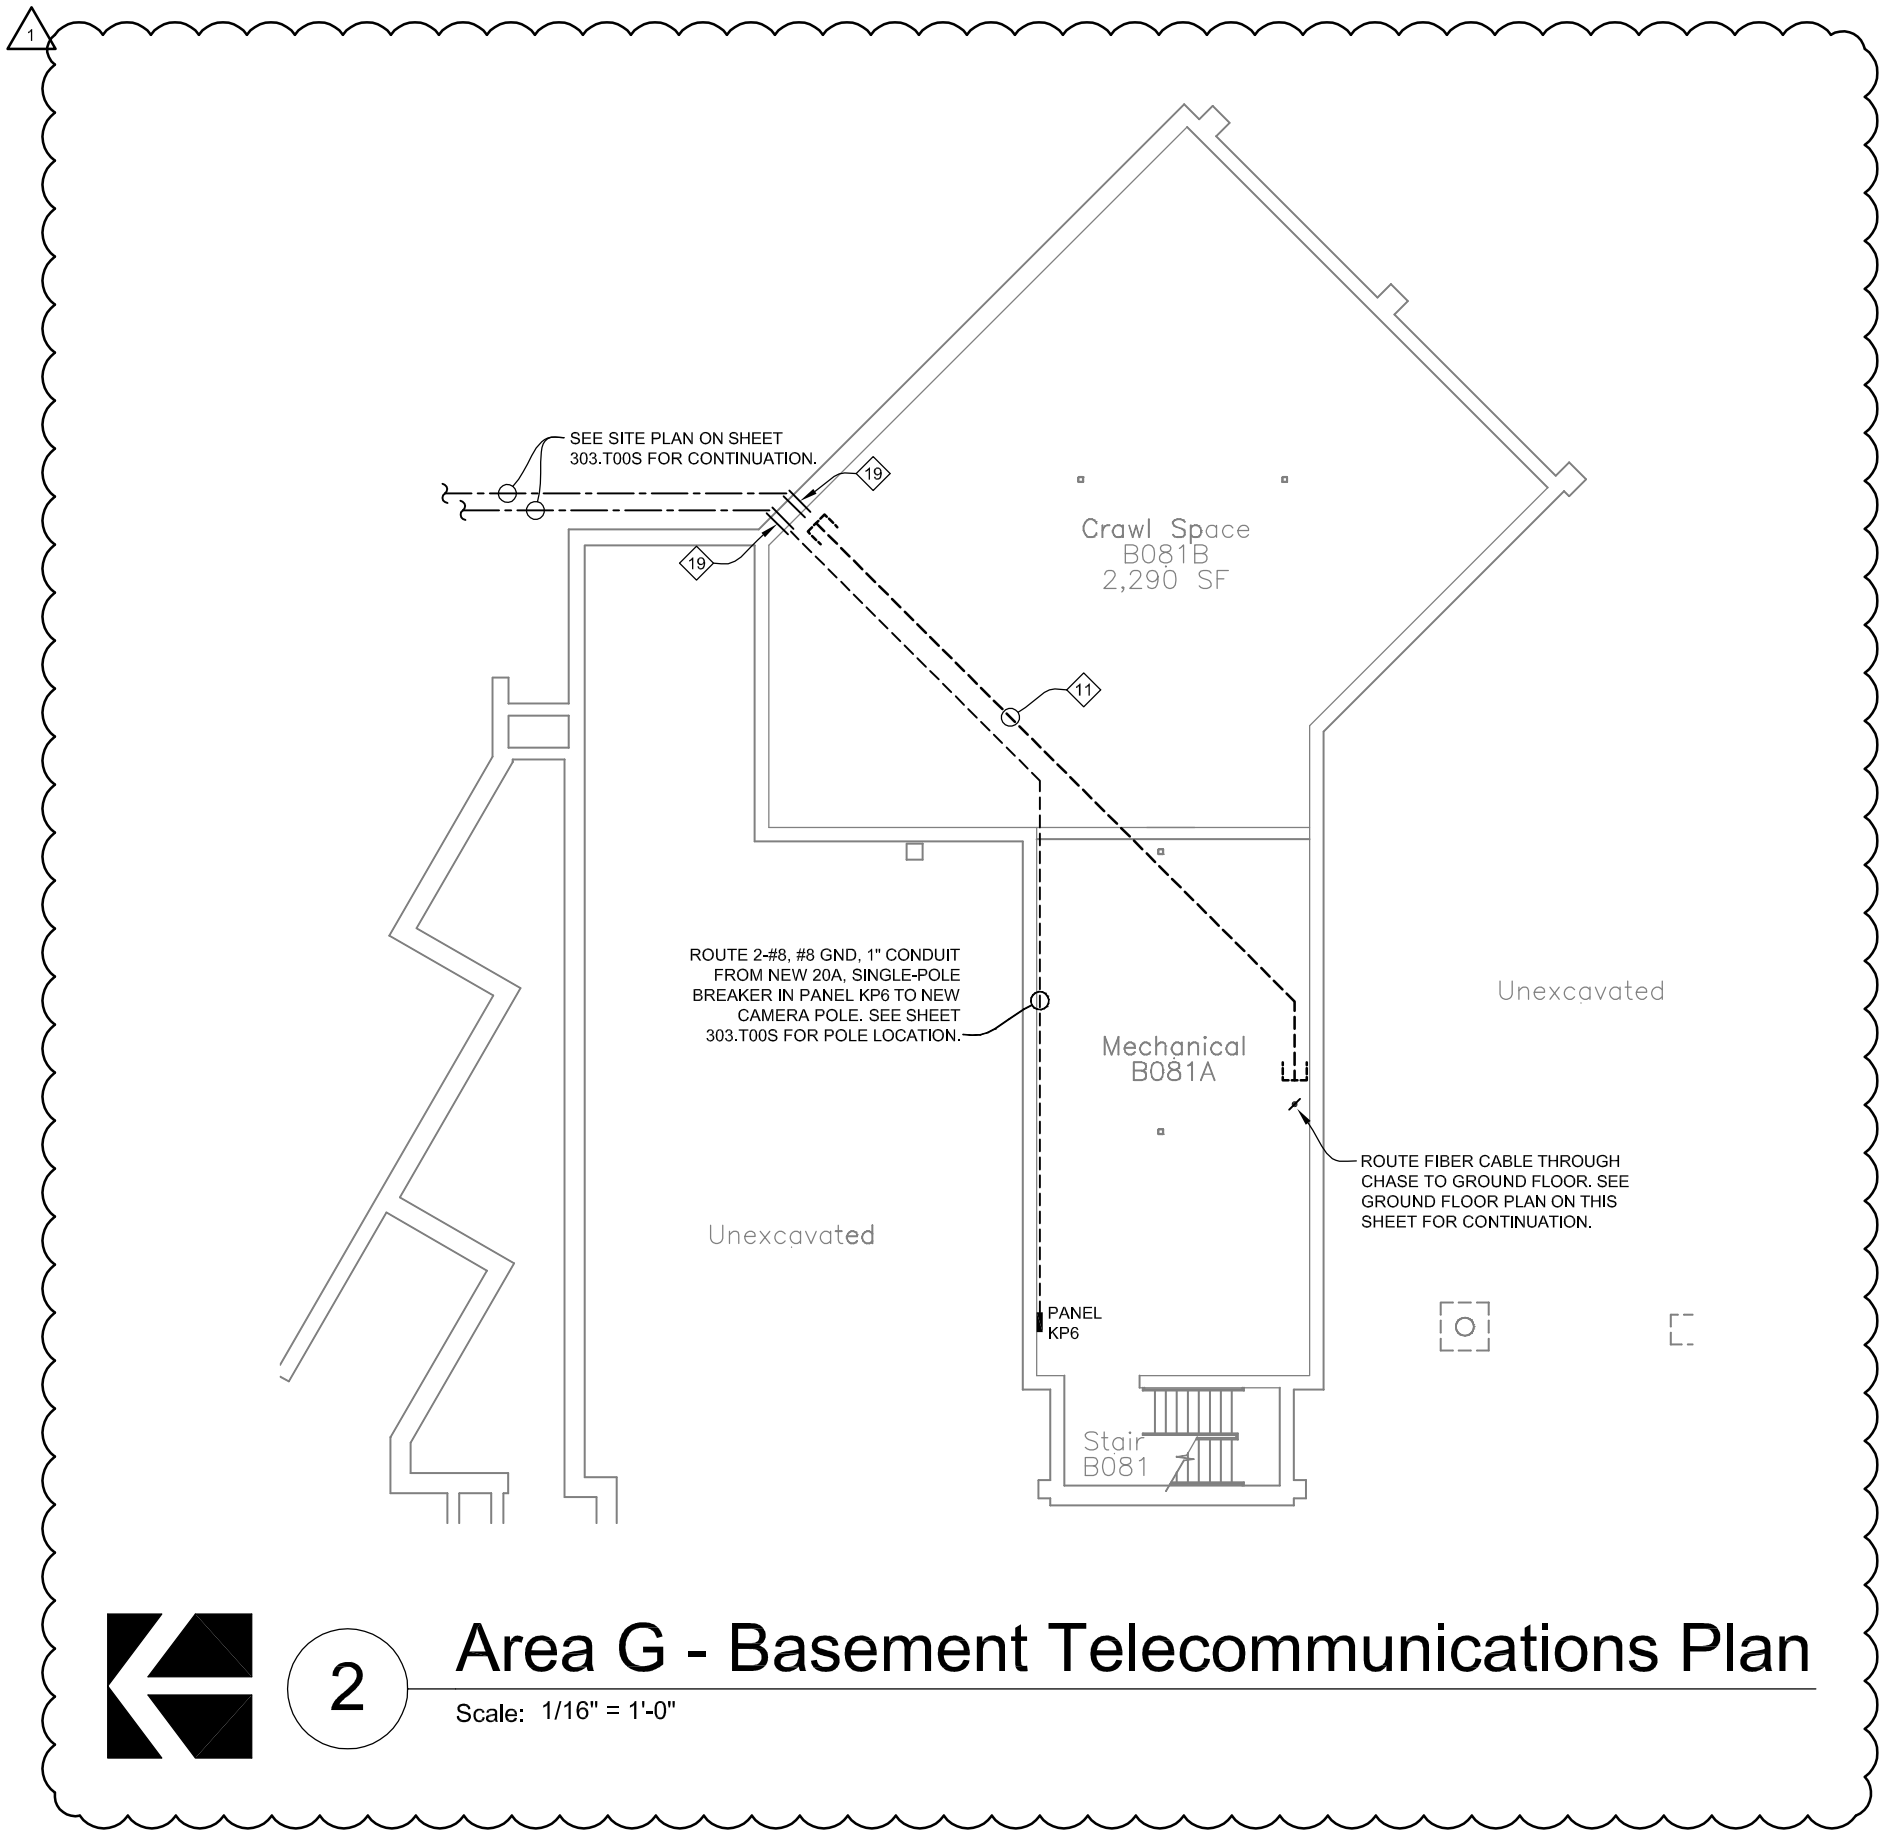 1
SEE SITE PLAN ON SHEET
303.T00S FOR CONTINUATION.
19
19
Crawl Space
B081B
2,290 SF
11
ROUTE 2-#8, #8 GND, 1" CONDUIT
FROM NEW 20A, SINGLE-POLE
BREAKER IN PANEL KP6 TO NEW
CAMERA POLE. SEE SHEET
303.T00S FOR POLE LOCATION.
Unexcavated
Mechanical
B081A
ROUTE FIBER CABLE THROUGH
CHASE TO GROUND FLOOR. SEE
GROUND FLOOR PLAN ON THIS
SHEET FOR CONTINUATION.
Unexcavated
PANEL
KP6
Stair
B081
2
Area G - Basement Telecommunications Plan
Scale: 1/16" = 1'-0"